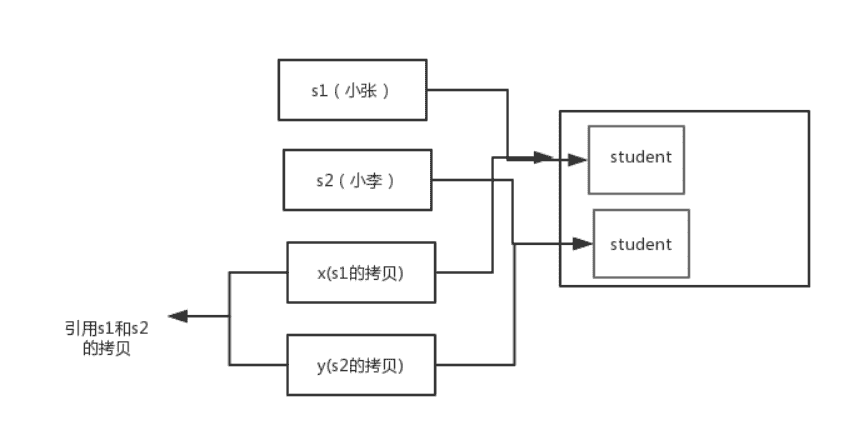 s1（小张）
student
s2（小李）
student
x(s1的拷贝)
引用s1和s2
的拷贝
y(s2的拷贝)